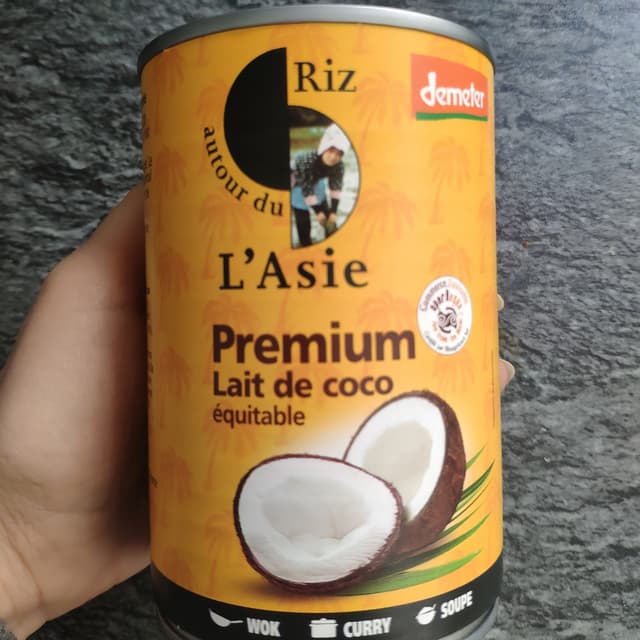 Riz
demeter
autour du
L'Asie
Premium
Lait de coco
équitable
WOK
CURRY
SOUPE